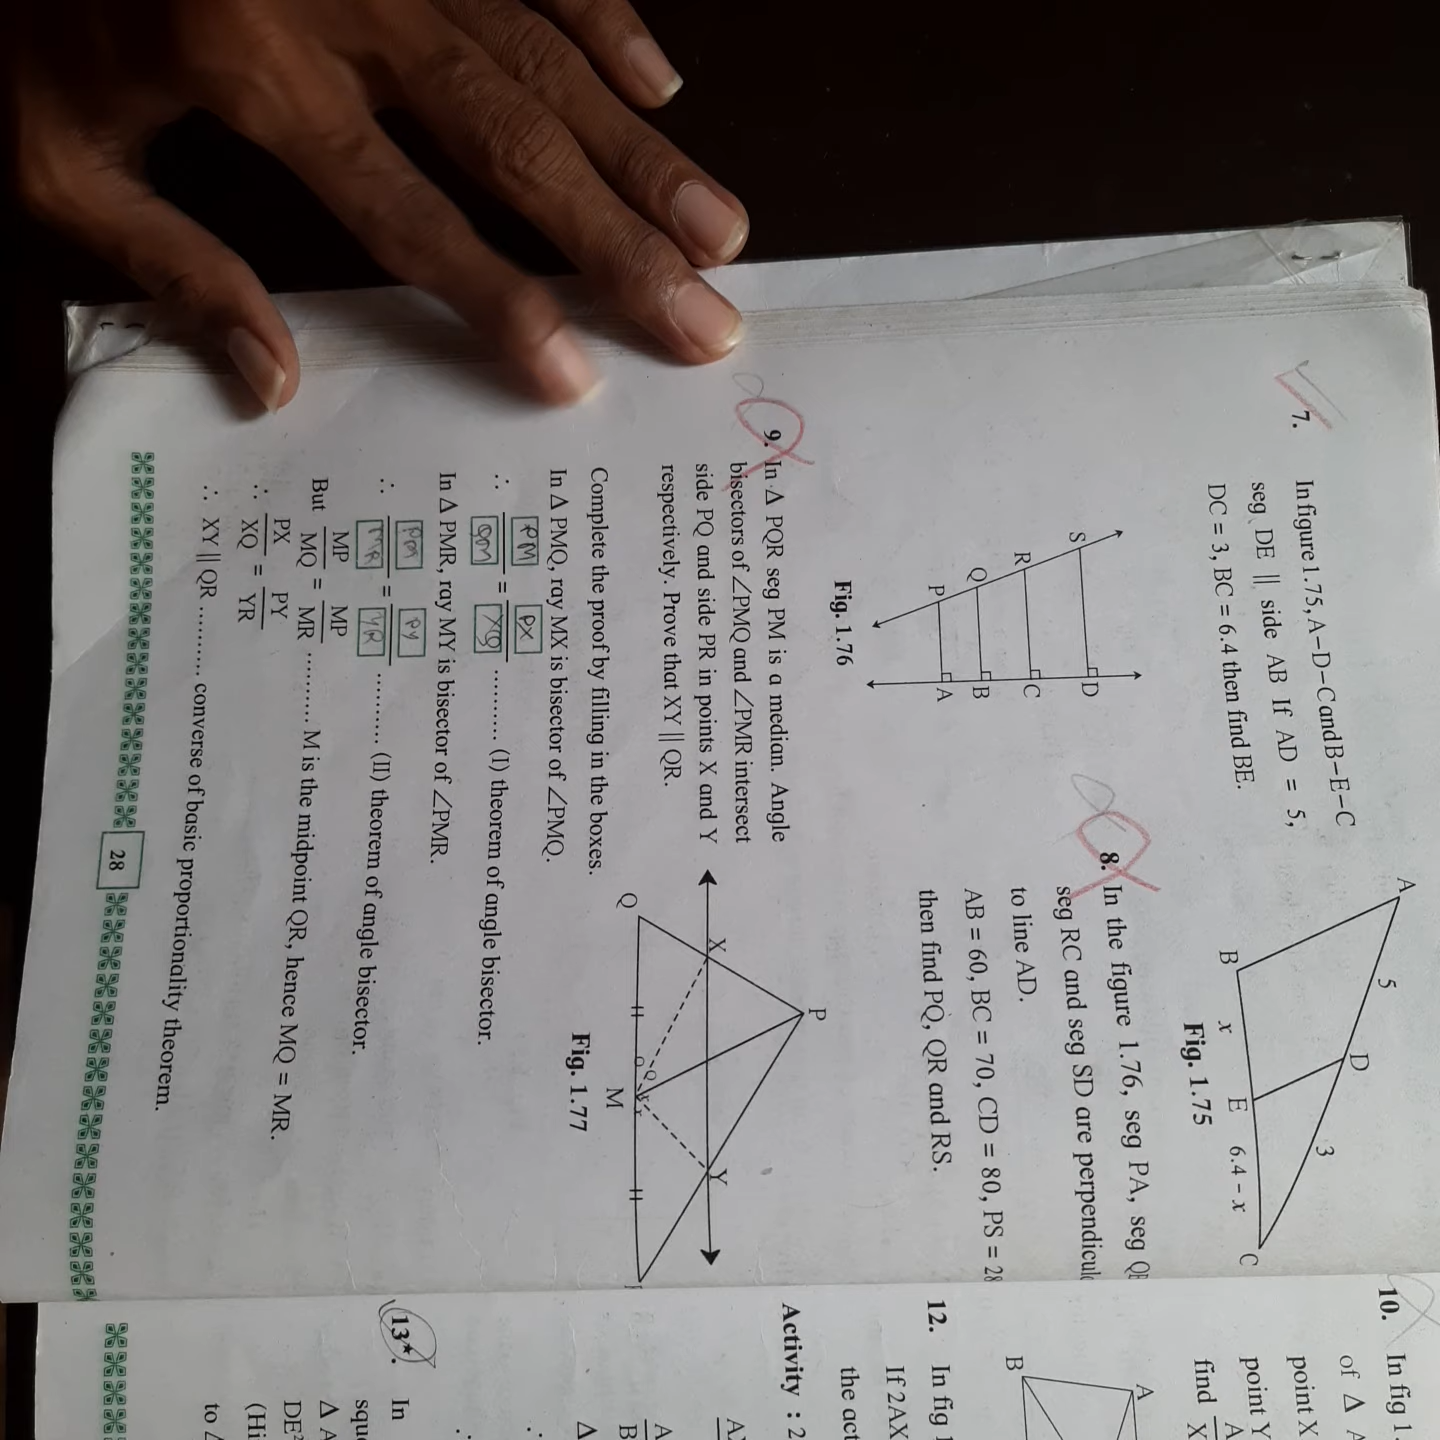 7. In figure 1.75, A-D-C and B-E-C
seg DE || side AB If AD = 5,
DC = 3, BC = 6.4 then find BE.
A
5
D
3
B
x
E
6.4 - x
C
Fig. 1.75
S
R
Q
P
D
C
B
A
Fig. 1.76
8. In the figure 1.76, seg PA, seg
seg RC and seg SD are
to line AD.
AB = 60, BC = 70, CD = 80, PS =
then find PQ, QR and RS.
9. In Δ PQR seg PM is a median. Angle
bisectors of ∠PMQ and ∠PMR intersect
side PQ and side PR in points X and Y
respectively. Prove that XY || QR.
P
X
Y
Q
M
Fig. 1.77
Complete the proof by filling in the boxes.
In Δ PMQ, ray MX is bisector of ∠PMQ.
∴ PM/QM = PX/XQ .......... (I) theorem of angle bisector.
In Δ PMR, ray MY is bisector of ∠PMR.
∴ PM/MR = PY/YR .......... (II) theorem of angle bisector.
But MP/MQ = MP/MR .......... M is the midpoint QR, hence MQ = MR.
∴ PX/XQ = PY/YR
∴ XY || QR .......... converse of basic proportionality theorem.
28
10. In fig
of Δ
point X
point Y
find
X
A
B
12. In fig
If 2AX
the act
Activity : 2
13*. In
Δ
DE²
to